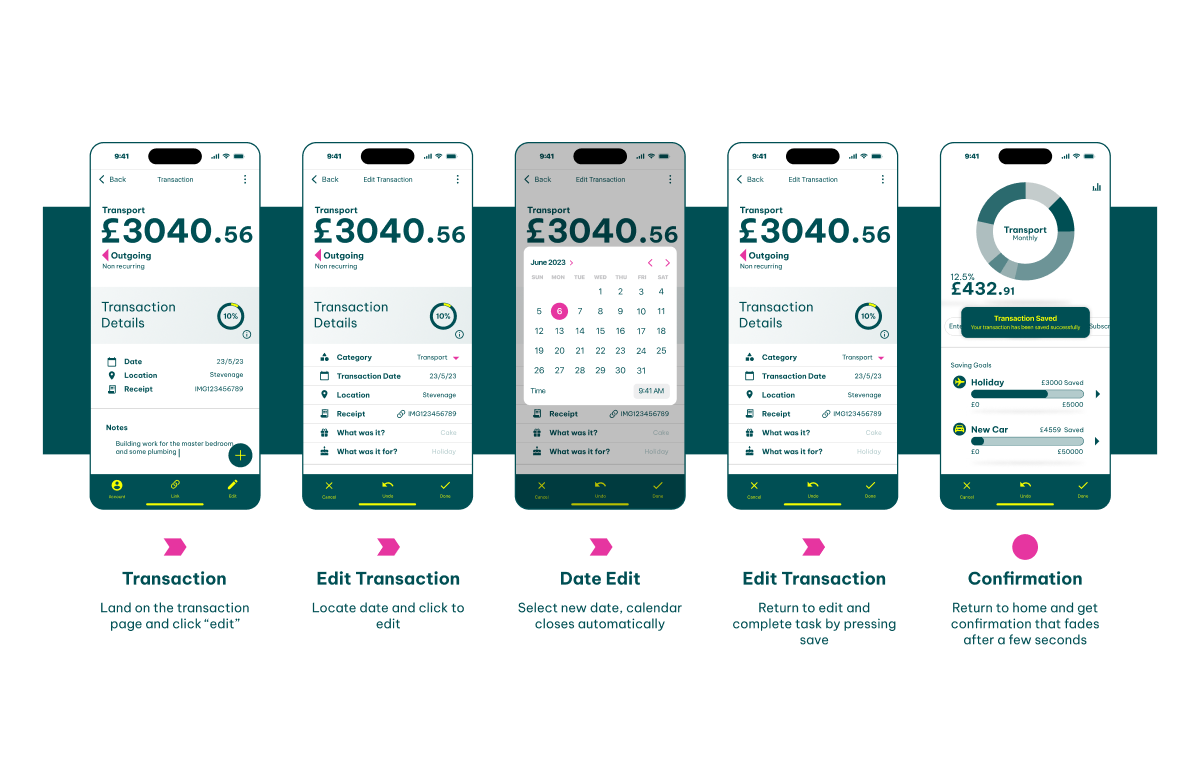 9:41
Back
Transaction
Transport
£3040.56
Outgoing
Non recurring
Transaction
Details
10%
Date 23/5/23
Location Stevenage
Receipt IMG123456789
Notes
Building work for the master bedroom
and some plumbing
Account Link Edit
Transaction
Land on the transaction
page and click “edit”
9:41
Back
Edit Transaction
Transport
£3040.56
Outgoing
Non recurring
Transaction
Details
10%
Category Transport
Transaction Date 23/5/23
Location Stevenage
Receipt IMG123456789
What was it? Cake
What was it for? Holiday
Cancel Undo Done
Edit Transaction
Locate date and click to
edit
9:41
Back
Edit Transaction
Transport
£3040.56
June 2023
SUN MON TUE WED THU FRI SAT
1 2 3 4
5 6 7 8 9 10 11
12 13 14 15 16 17 18
19 20 21 22 23 24 25
26 27 28 29 30 31
Time 9:41 AM
Receipt IMG123456789
What was it? Cake
What was it for? Holiday
Cancel Undo Done
Date Edit
Select new date, calendar
closes automatically
9:41
Back
Edit Transaction
Transport
£3040.56
Outgoing
Non recurring
Transaction
Details
10%
Category Transport
Transaction Date 23/5/23
Location Stevenage
Receipt IMG123456789
What was it? Cake
What was it for? Holiday
Cancel Undo Done
Edit Transaction
Return to edit and
complete task by pressing
save
9:41
Transport
Monthly
12.5%
£432.91
Transaction Saved
Your transaction has been saved successfully
Ente
Subscr
Saving Goals
Holiday £3000 Saved
£0 £5000
New Car £4559 Saved
£0 £50000
Cancel Undo Done
Confirmation
Return to home and get
confirmation that fades
after a few seconds